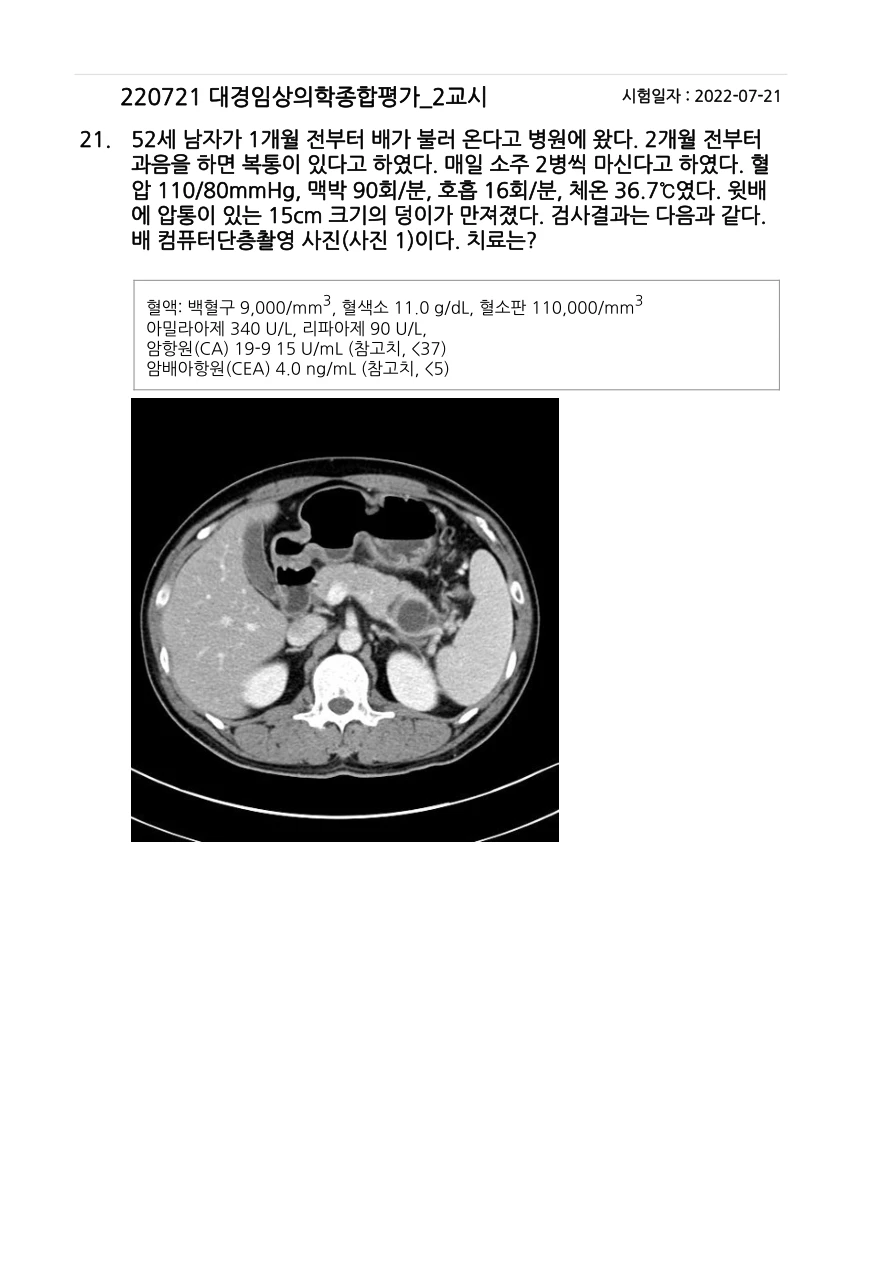 220721 대경임상의학종합평가_2교시
시험일자 : 2022-07-21
21. 52세 남자가 1개월 전부터 배가 불러 온다고 병원에 왔다. 2개월 전부터
과음을 하면 복통이 있다고 하였다. 매일 소주 2병씩 마신다고 하였다. 혈
압 110/80mmHg, 맥박 90회/분, 호흡 16회/분, 체온 36.7℃였다. 윗배
에 압통이 있는 15cm 크기의 덩이가 만져졌다. 검사결과는 다음과 같다.
배 컴퓨터단층촬영 사진(사진 1)이다. 치료는?
혈액: 백혈구 9,000/mm³, 혈색소 11.0 g/dL, 혈소판 110,000/mm³
아밀라아제 340 U/L, 리파아제 90 U/L,
암항원(CA) 19-9 15 U/mL (참고치, <37)
암배아항원(CEA) 4.0 ng/mL (참고치, <5)